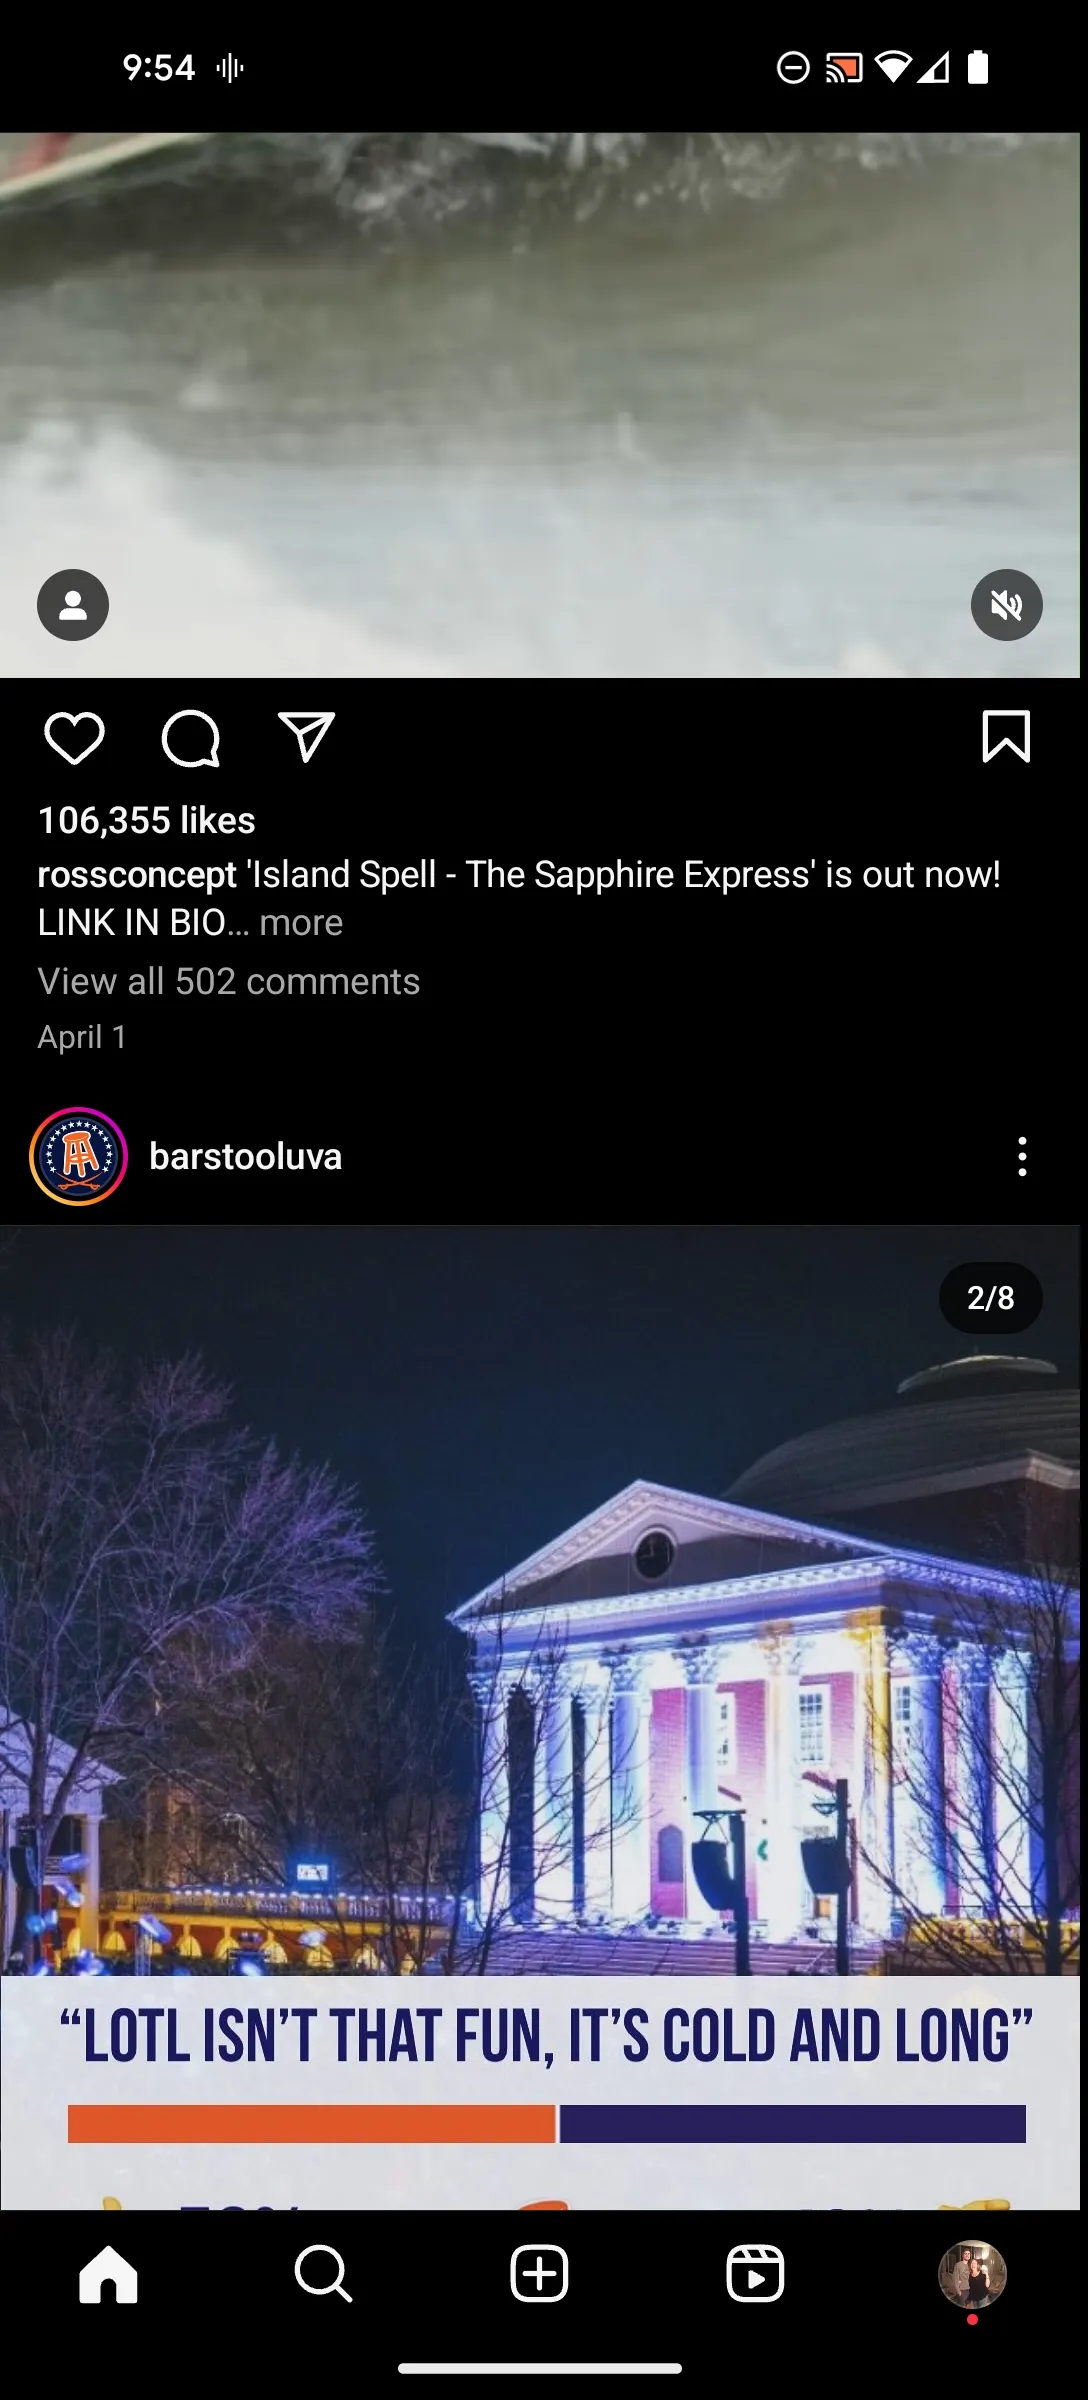 9:54
106,355 likes
rossconcept 'Island Spell - The Sapphire Express' is out now!
LINK IN BIO... more
View all 502 comments
April 1
barstooluva
2/8
“LOTL ISN’T THAT FUN, IT’S COLD AND LONG”